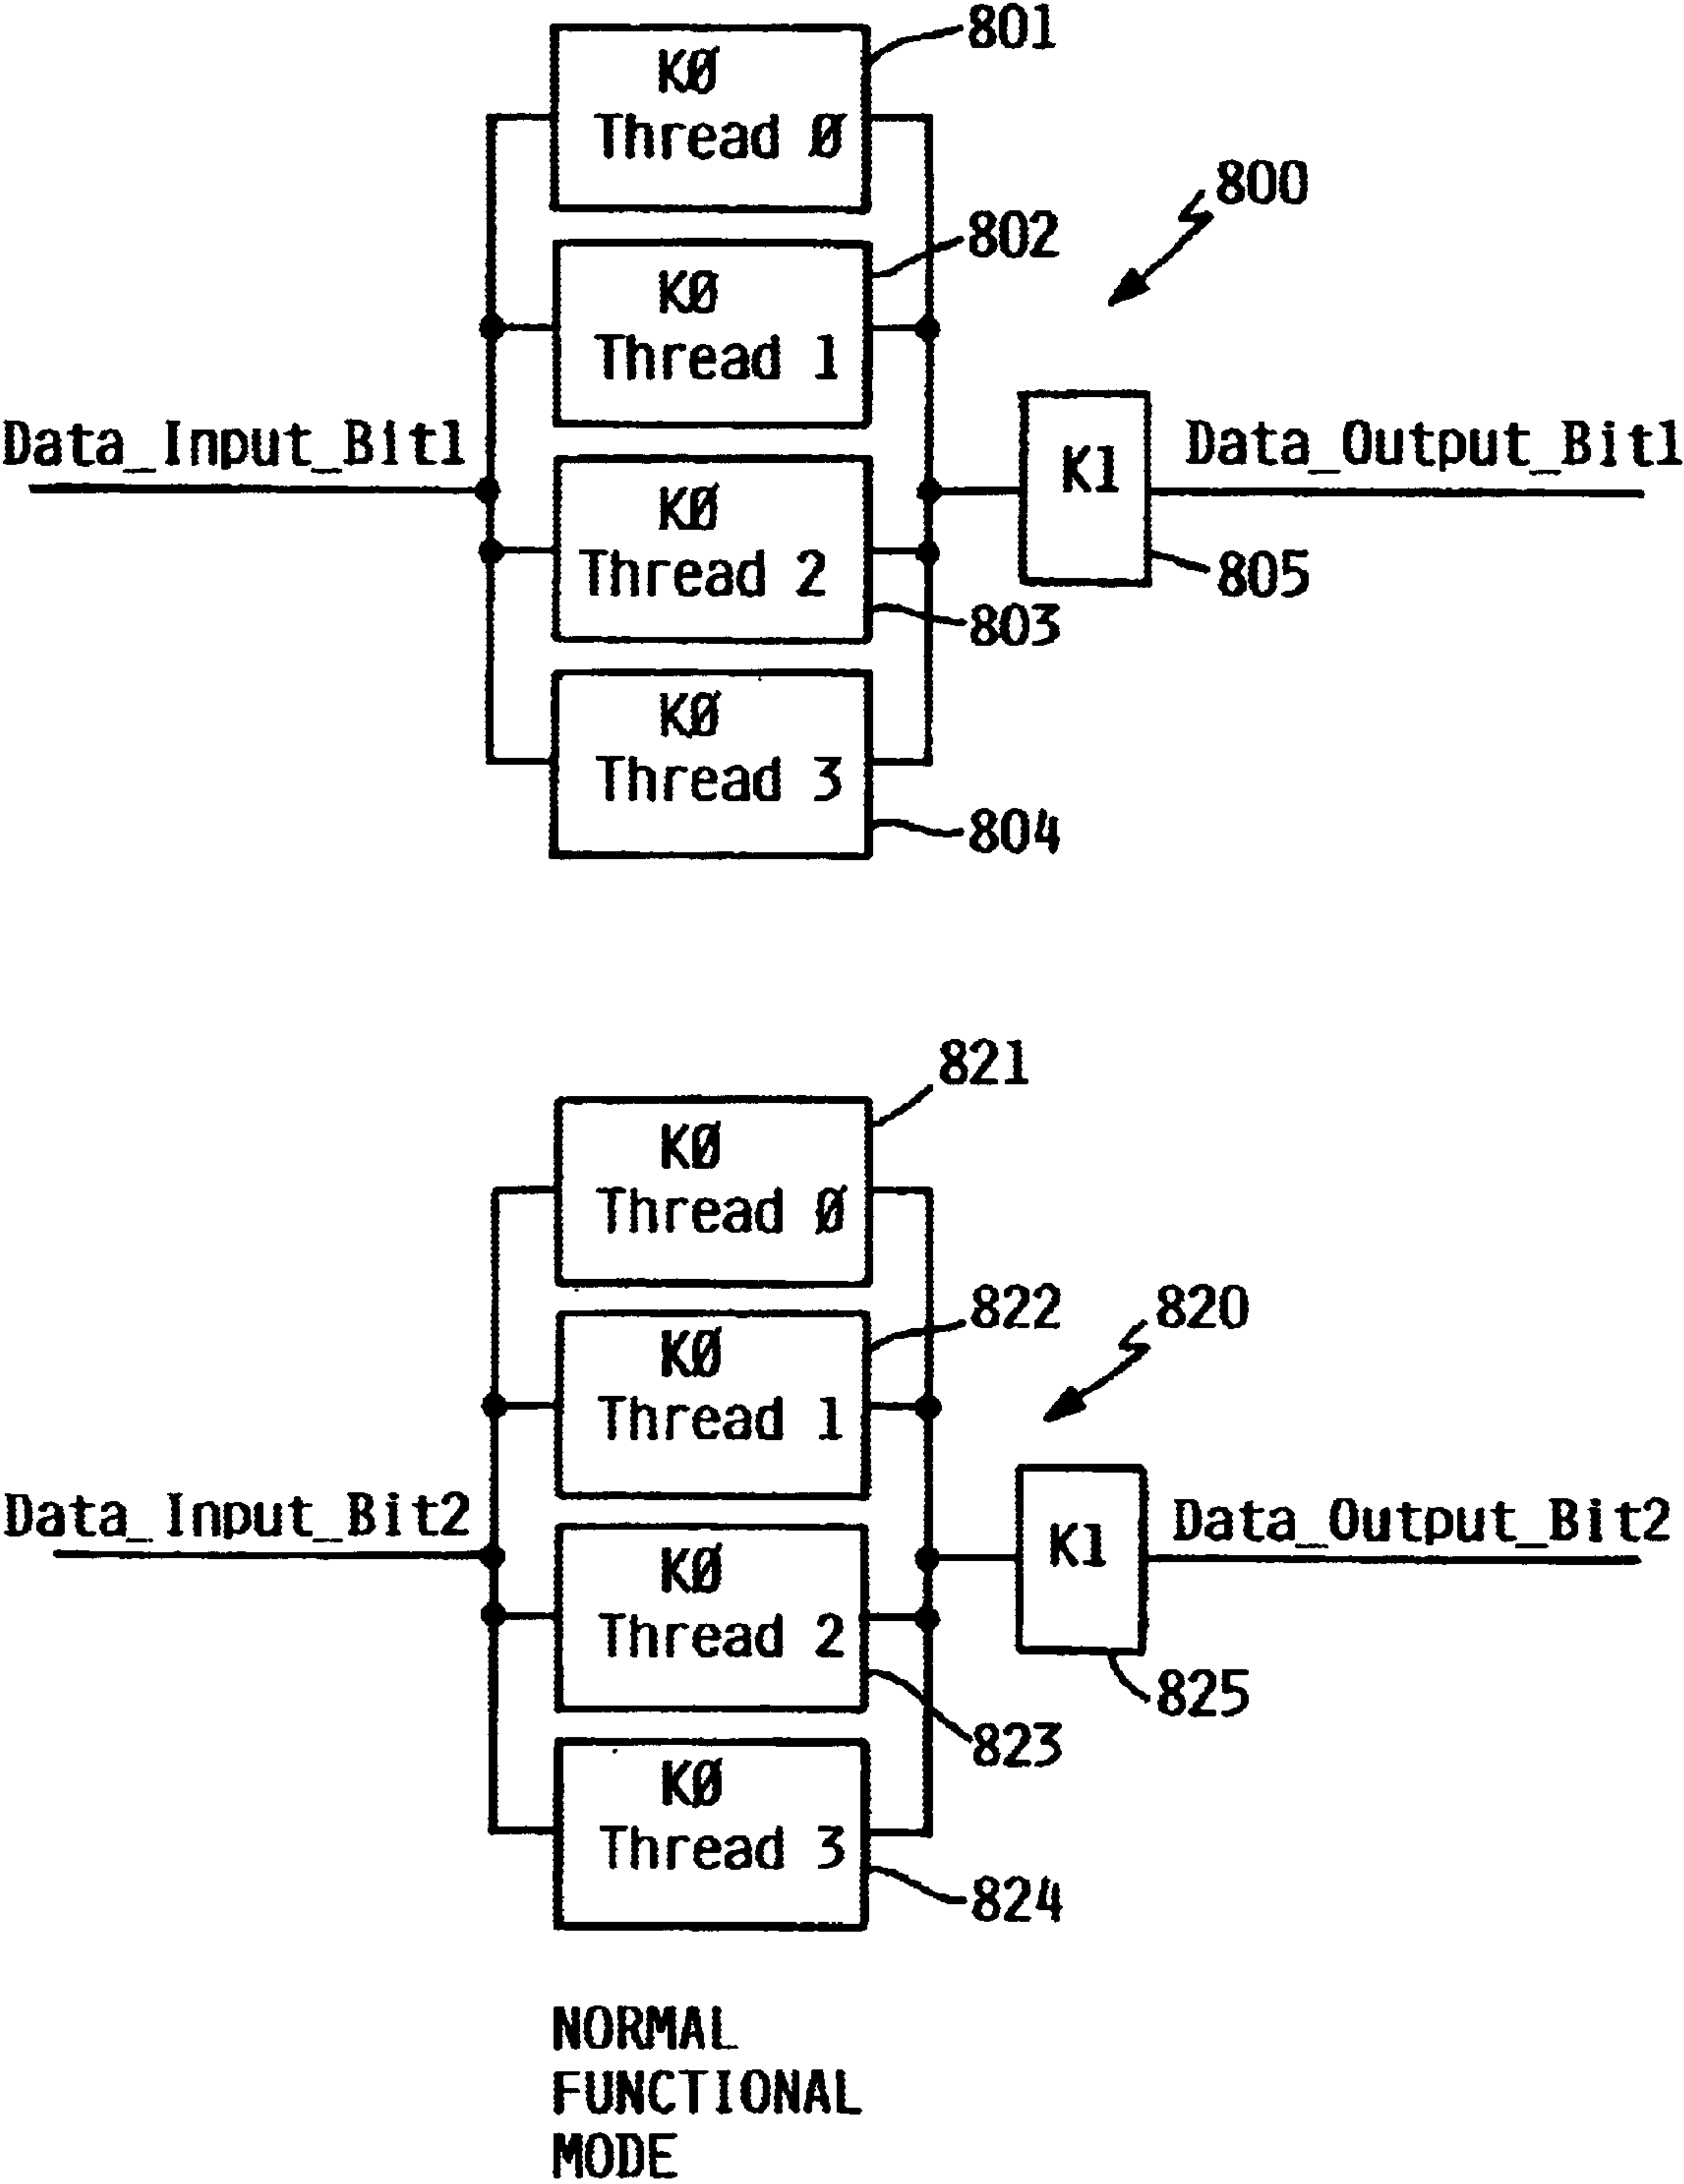 801
KØ
Thread Ø
800
802
KØ
Thread 1
Data_Input_Bit1
K1
Data_Output_Bit1
KØ
Thread 2
805
803
KØ
Thread 3
804
821
KØ
Thread Ø
822
820
KØ
Thread 1
Data_Input_Bit2
K1
Data_Output_Bit2
KØ
Thread 2
825
823
KØ
Thread 3
824
NORMAL
FUNCTIONAL
MODE